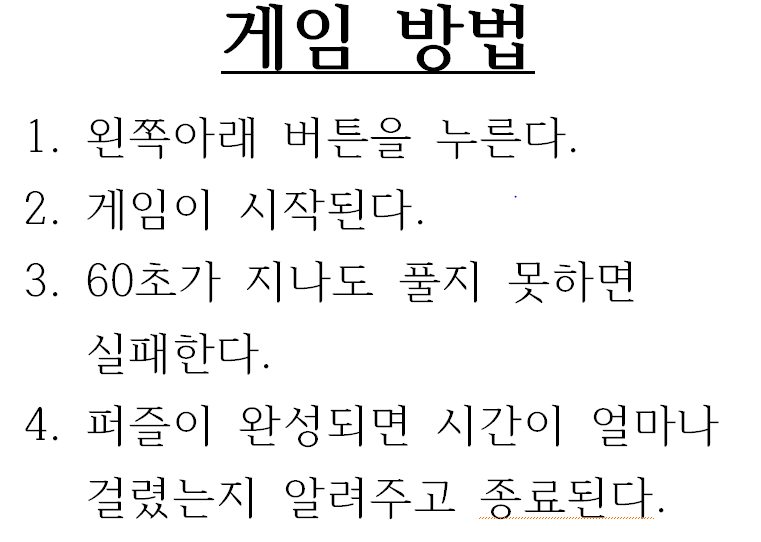 게임 방법
1. 왼쪽아래 버튼을 누른다.
2. 게임이 시작된다.
3. 60초가 지나도 풀지 못하면
실패한다.
4. 퍼즐이 완성되면 시간이 얼마나
걸렸는지 알려주고 종료된다.